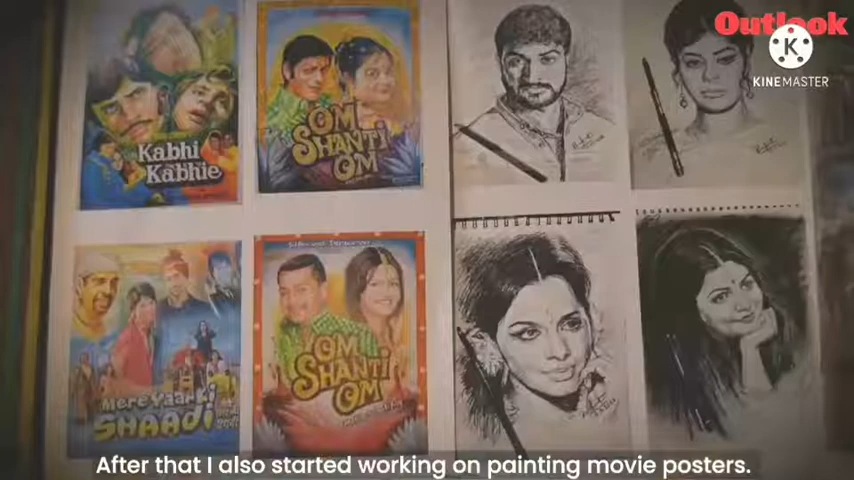 Outlook
KINEMASTER
KabHi
KabHie
OM
SHANTI
OM
Mere Yaar Ki
SHAADI
OM
SHANTI
OM
After that I also started working on painting movie posters.